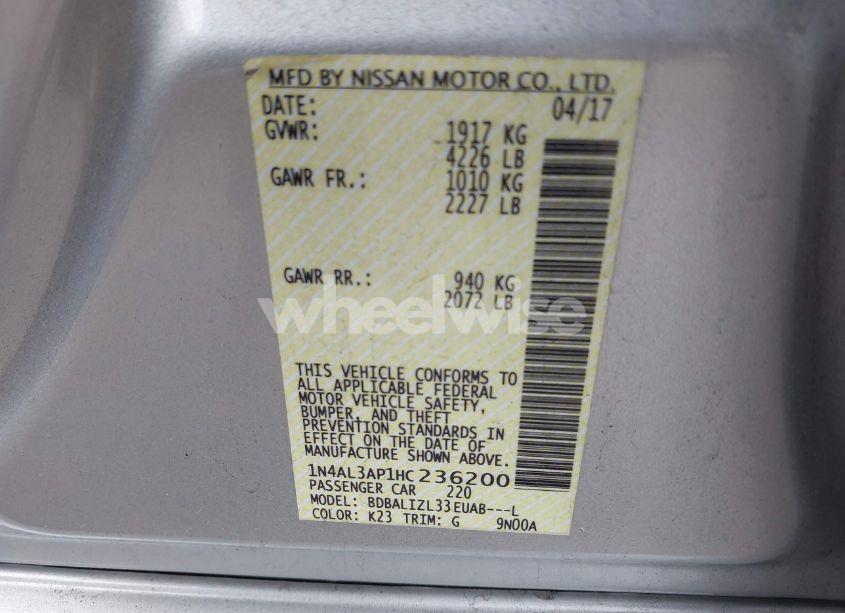 MFD BY NISSAN MOTOR CO., LTD.
DATE: 04/17
GVWR: 1917 KG
4226 LB
GAWR FR.: 1010 KG
2227 LB
GAWR RR.: 940 KG
2072 LB
wheelwise
THIS VEHICLE CONFORMS TO
ALL APPLICABLE FEDERAL
MOTOR VEHICLE SAFETY,
BUMPER, AND THEFT
PREVENTION STANDARDS IN
EFFECT ON THE DATE OF
MANUFACTURE SHOWN ABOVE.
1N4AL3AP1HC236200
PASSENGER CAR 220
MODEL: BDBALIZL33EUAB---L
COLOR: K23 TRIM: G 9N00A